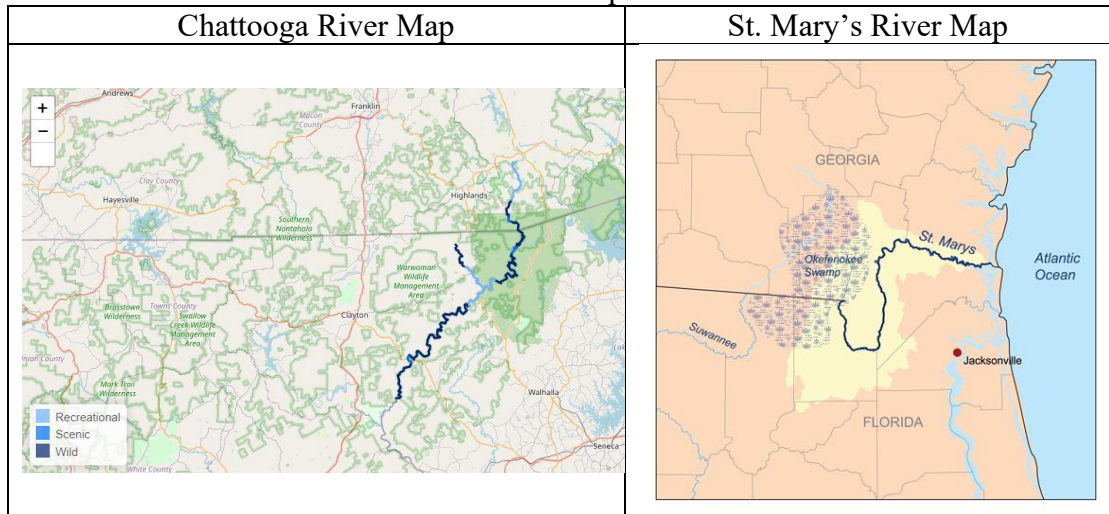 Chattooga River Map
St. Mary's River Map
+
−
Andrews
Franklin
Macon
County
Clay County
Highlands
Hayesville
Southern
Nantahala
Wilderness
Warwoman
Wildlife
Management
Area
Brasstown
Wilderness
Towns County
Swallow
Creek Wildlife
Management
Area
Clayton
Union County
Mark Trail
Wilderness
Walhalla
Seneca
White County
Recreational
Scenic
Wild
GEORGIA
St. Marys
Okefenokee
Swamp
Atlantic
Ocean
Suwannee
Jacksonville
FLORIDA